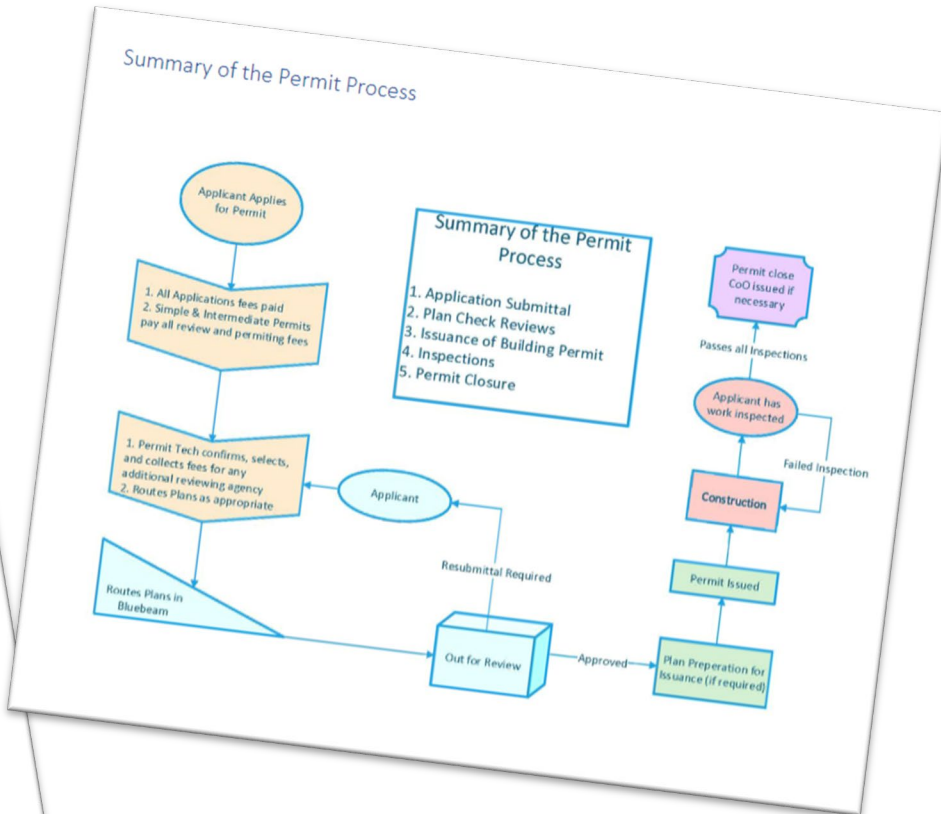 Summary of the Permit Process
Applicant Applies
for Permit
1. All Applications fees paid
2. Simple & Intermediate Permits
pay all review and permiting fees
1. Permit Tech confirms, selects,
and collects fees for any
additional reviewing agency
2. Routes Plans as appropriate
Routes Plans in
Bluebeam
Summary of the Permit
Process
1. Application Submittal
2. Plan Check Reviews
3. Issuance of Building Permit
4. Inspections
5. Permit Closure
Applicant
Resubmittal Required
Out for Review
Approved
Plan Preperation for
Issuance (if required)
Permit Issued
Construction
Failed Inspection
Applicant has
work inspected
Passes all Inspections
Permit close
CoO issued if
necessary